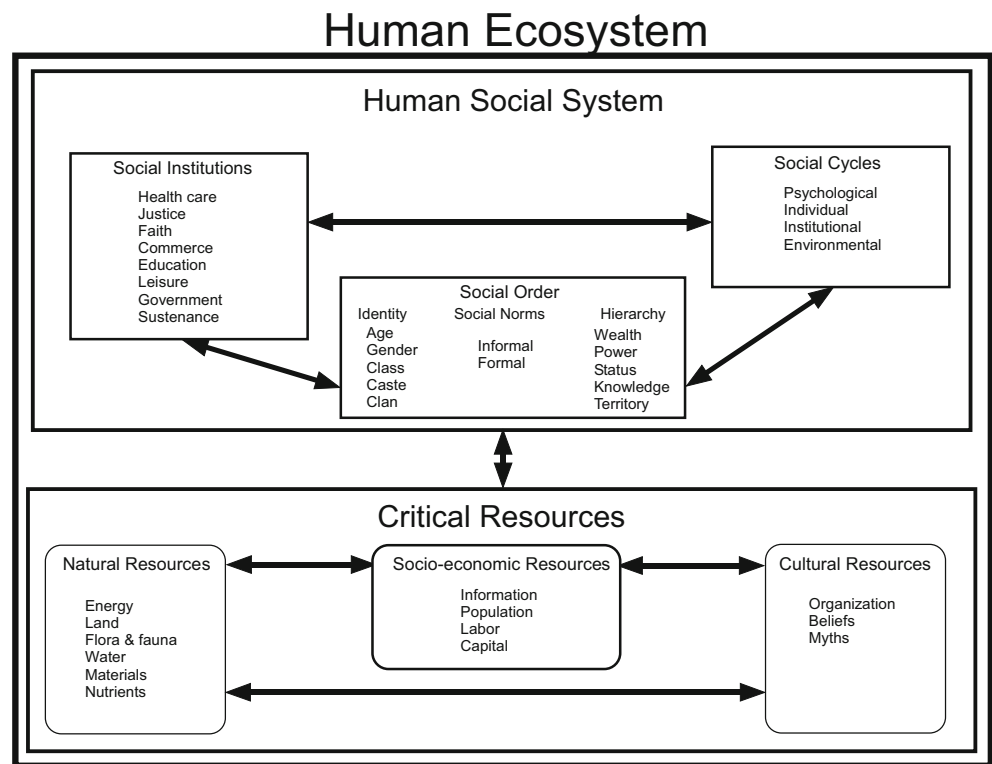 Human Ecosystem
Human Social System
Social Institutions
Health care
Justice
Faith
Commerce
Education
Leisure
Government
Sustenance
Social Cycles
Psychological
Individual
Institutional
Environmental
Social Order
Identity
Age
Gender
Class
Caste
Clan
Social Norms
Informal
Formal
Hierarchy
Wealth
Power
Status
Knowledge
Territory
Critical Resources
Natural Resources
Energy
Land
Flora & fauna
Water
Materials
Nutrients
Socio-economic Resources
Information
Population
Labor
Capital
Cultural Resources
Organization
Beliefs
Myths